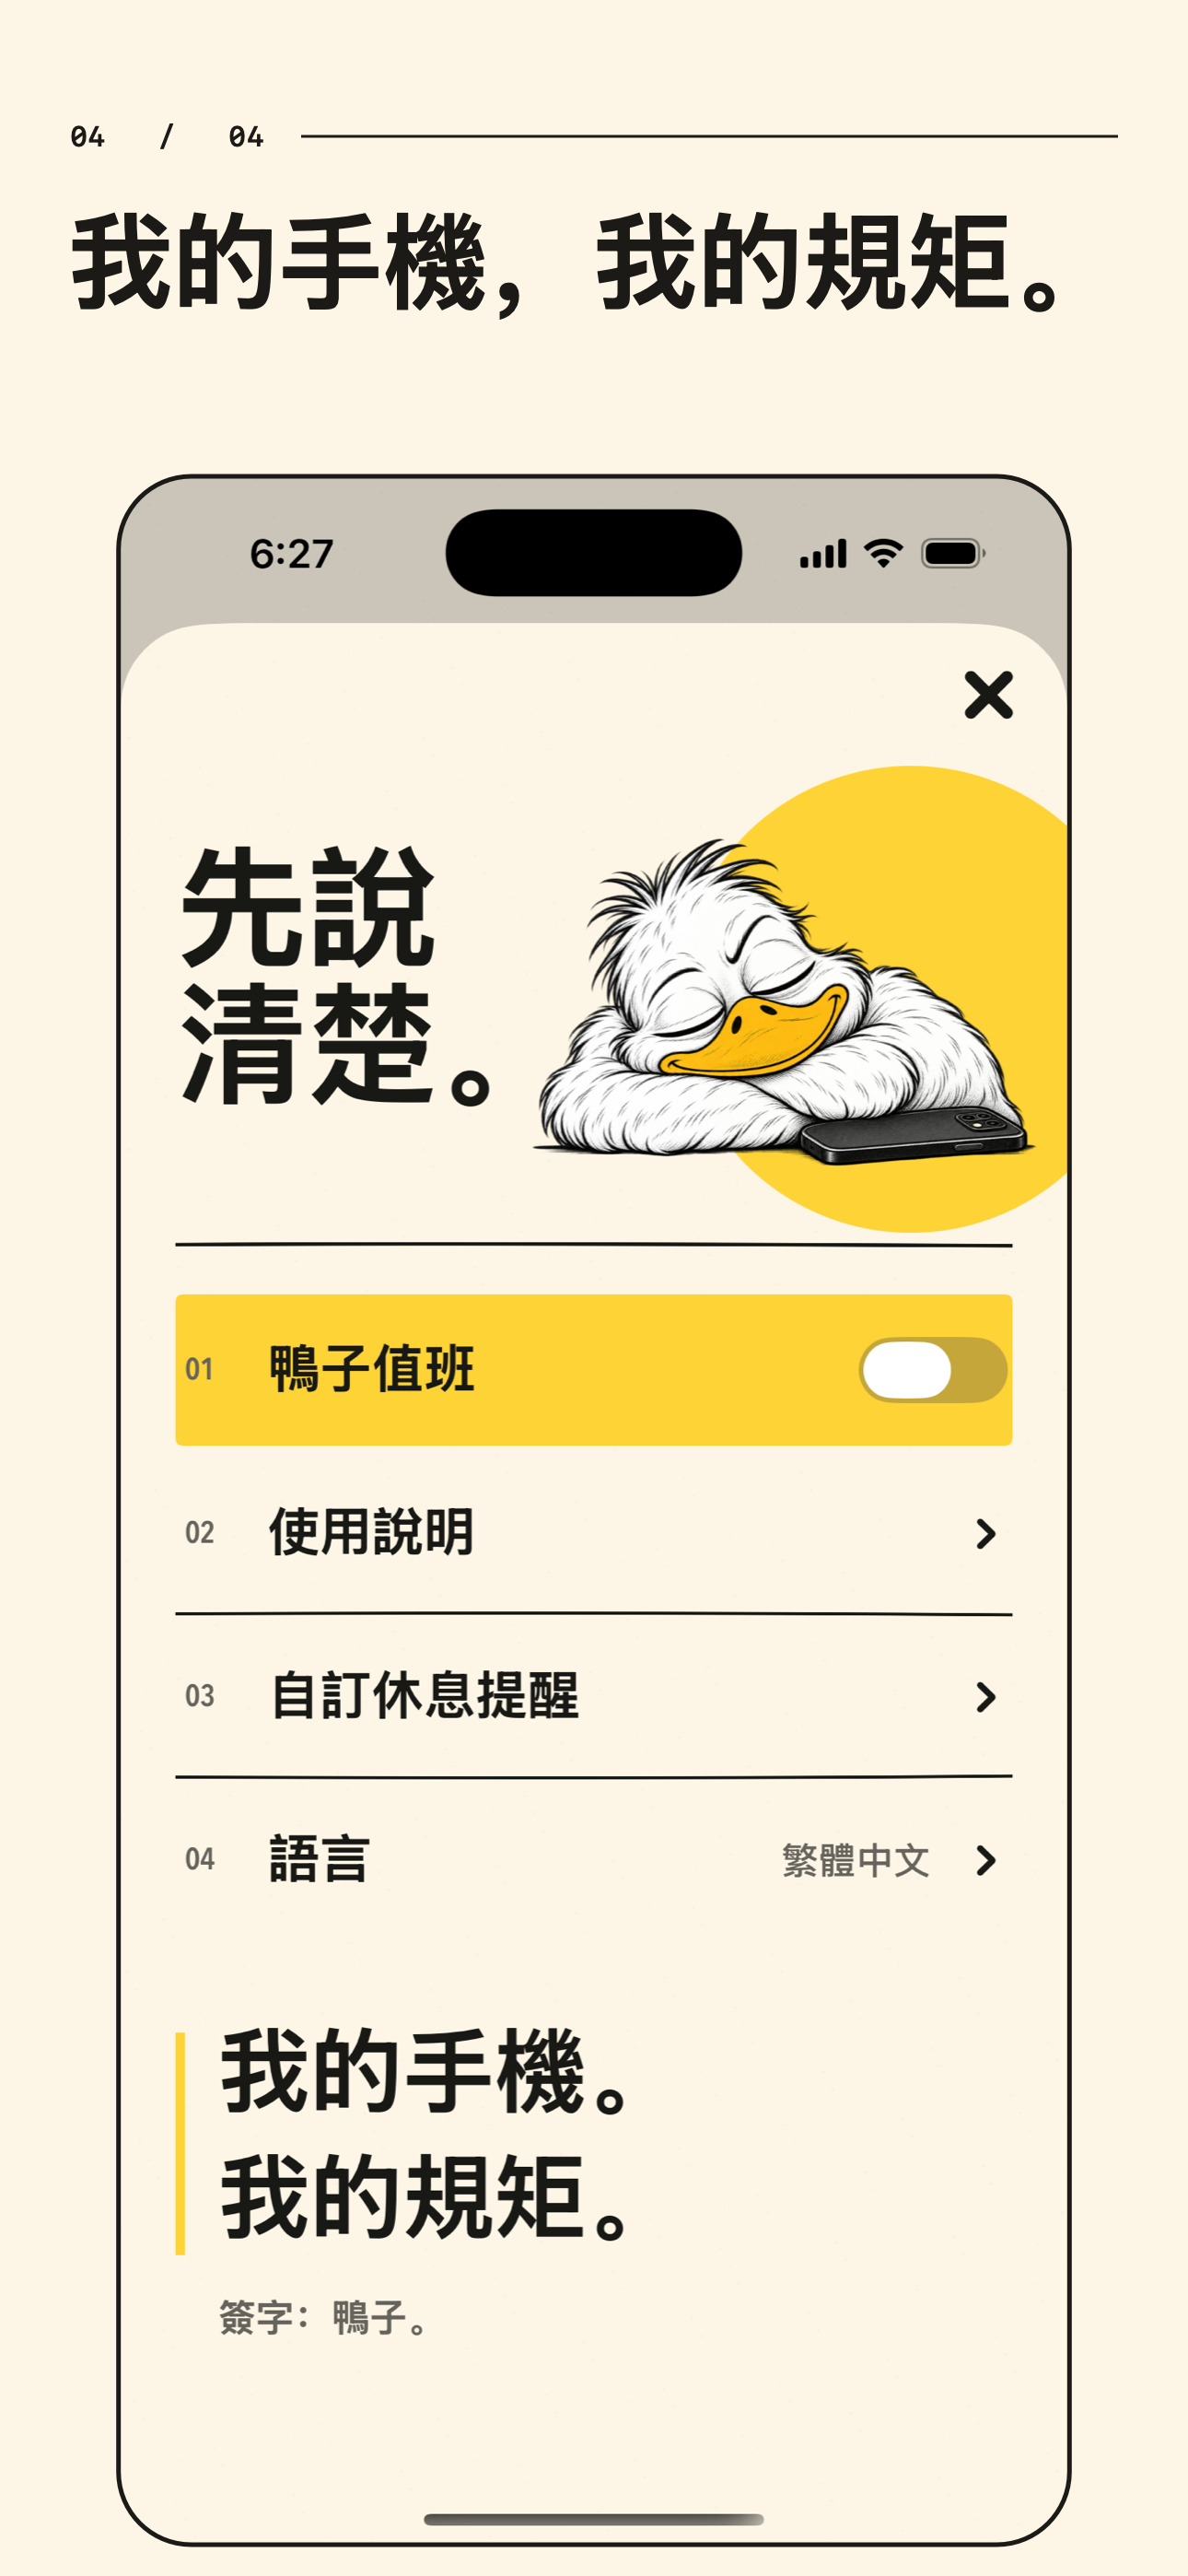 04 / 04
我的手機，我的規矩。
6:27
先說
清楚。
01 鴨子值班
02 使用說明
03 自訂休息提醒
04 語言 繁體中文
我的手機。
我的規矩。
簽字：鴨子。